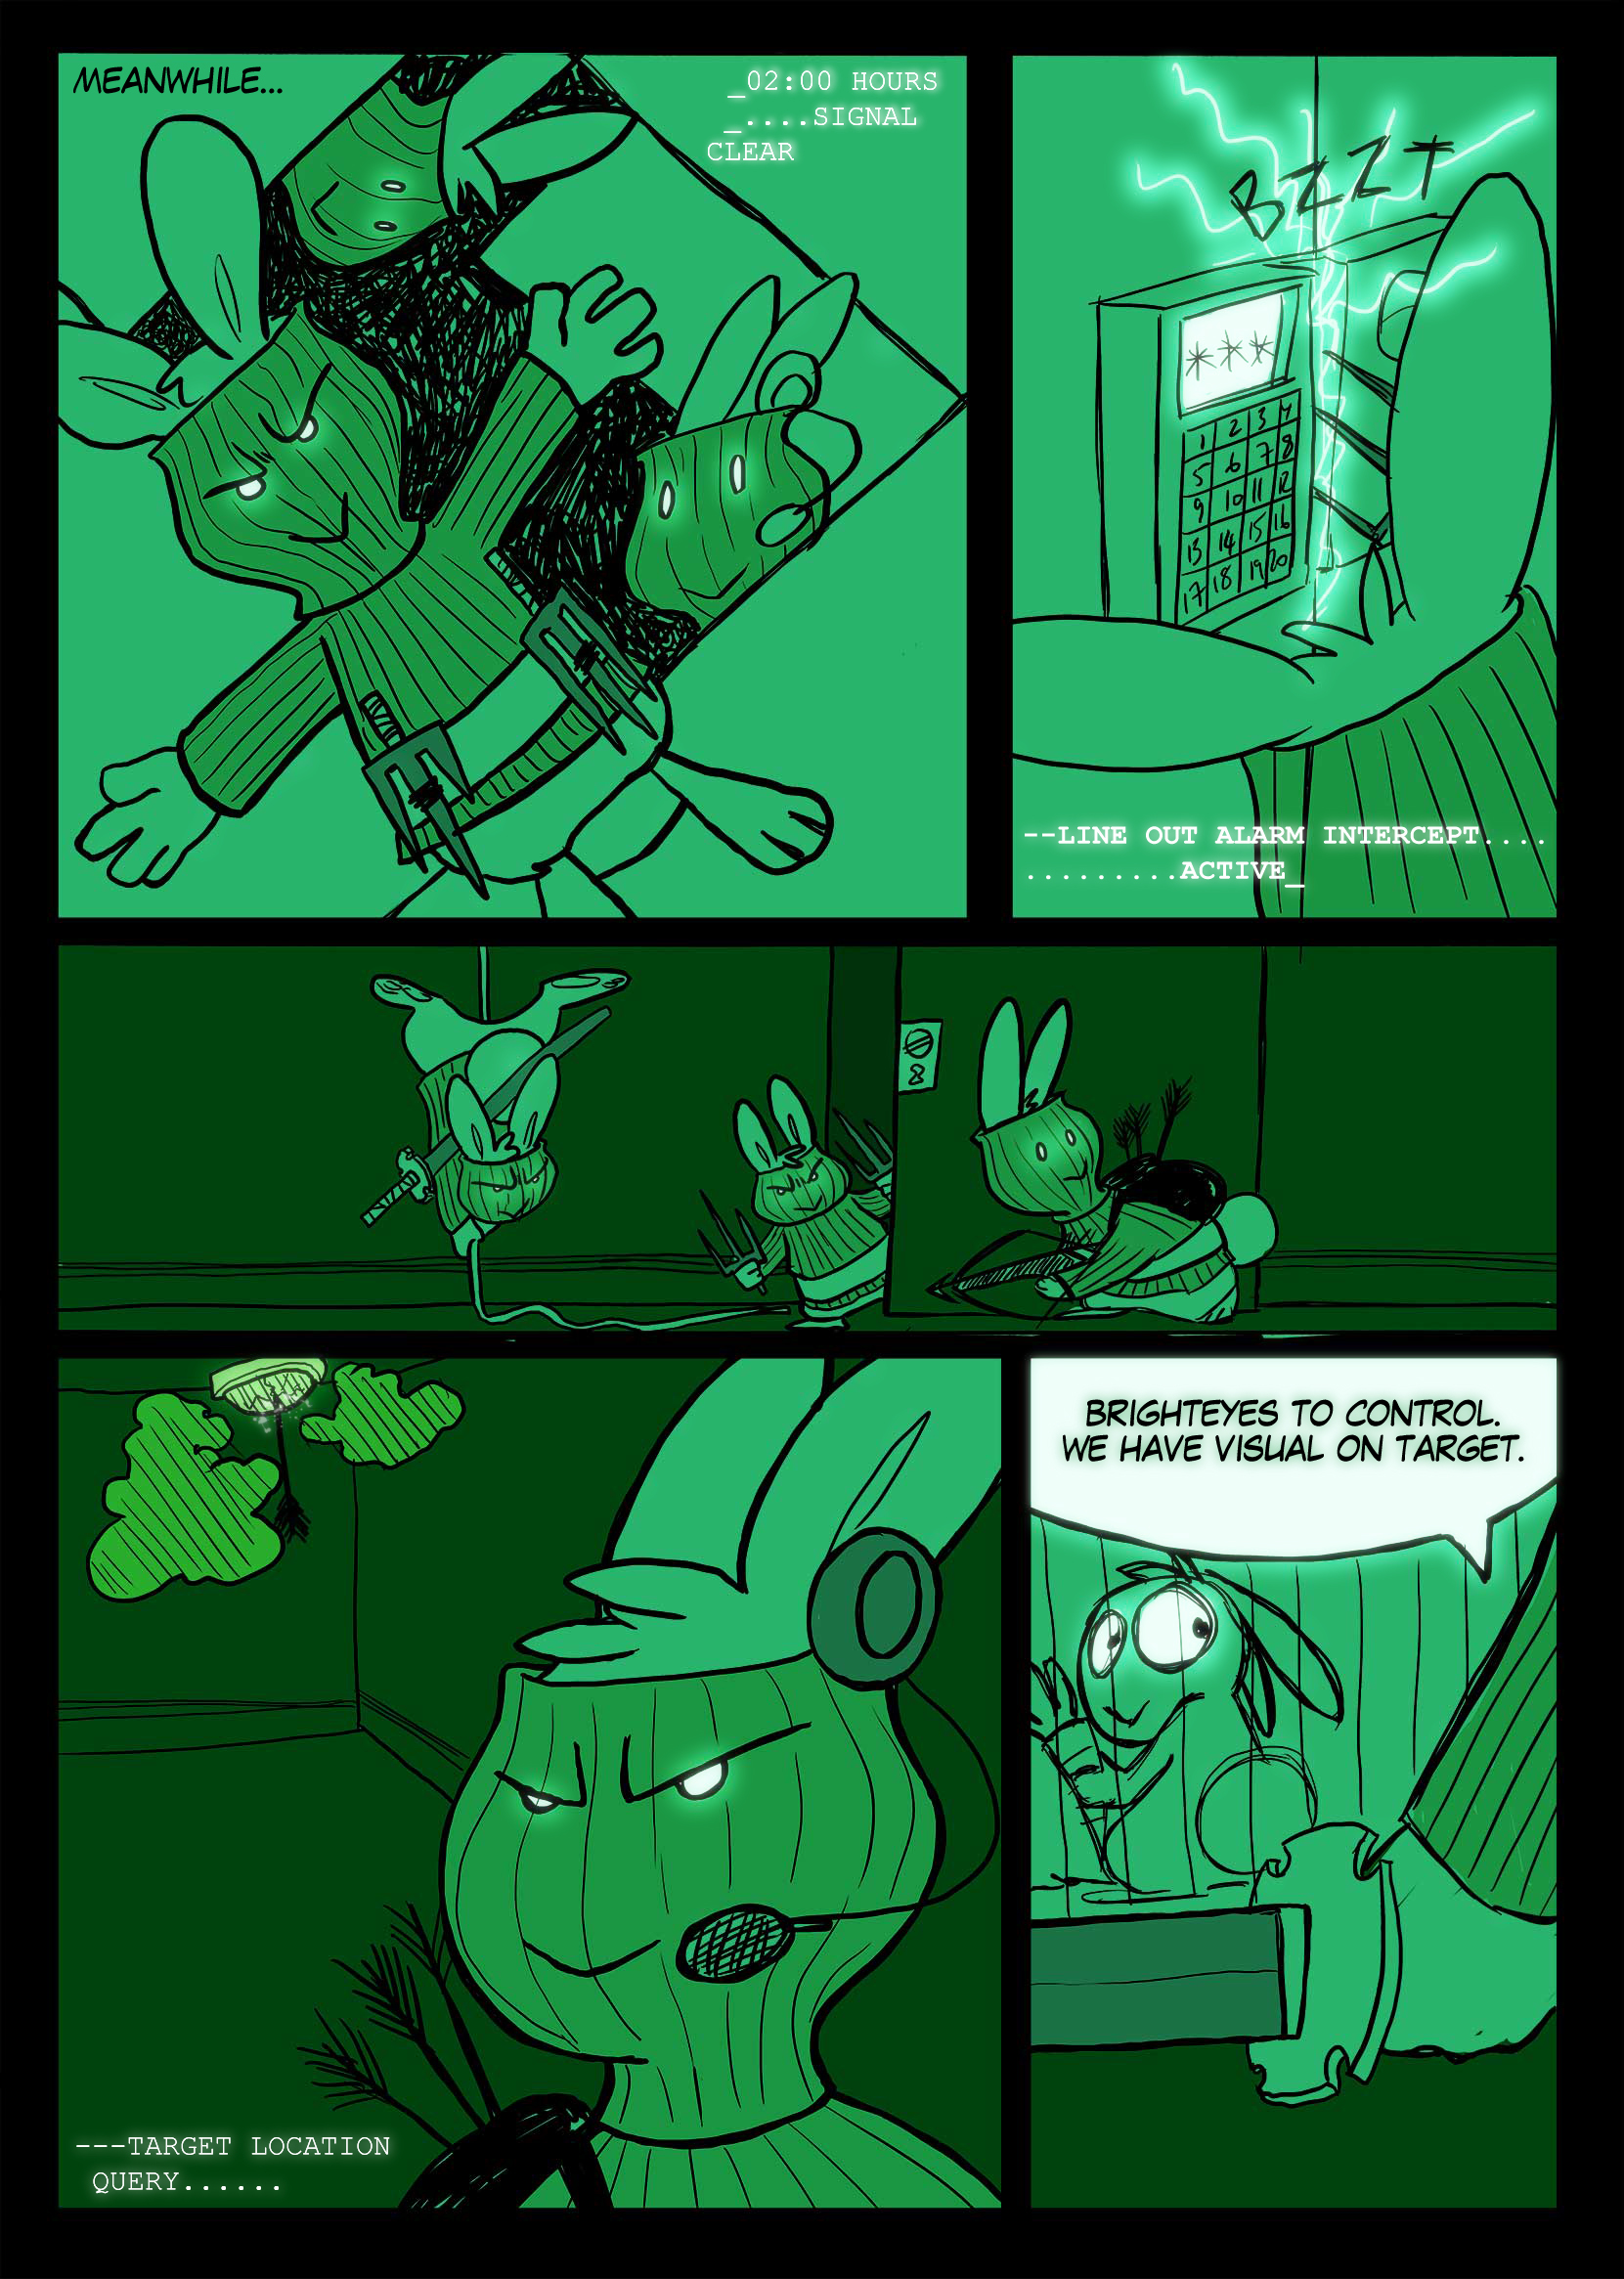 MEANWHILE...
_02:00 HOURS
_....SIGNAL
CLEAR
BZZT
***
1 2 3 4
5 6 7 8
9 10 11 12
13 14 15 16
17 18 19 20
--LINE OUT ALARM INTERCEPT....
.........ACTIVE_
8
---TARGET LOCATION
QUERY......
BRIGHTEYES TO CONTROL.
WE HAVE VISUAL ON TARGET.